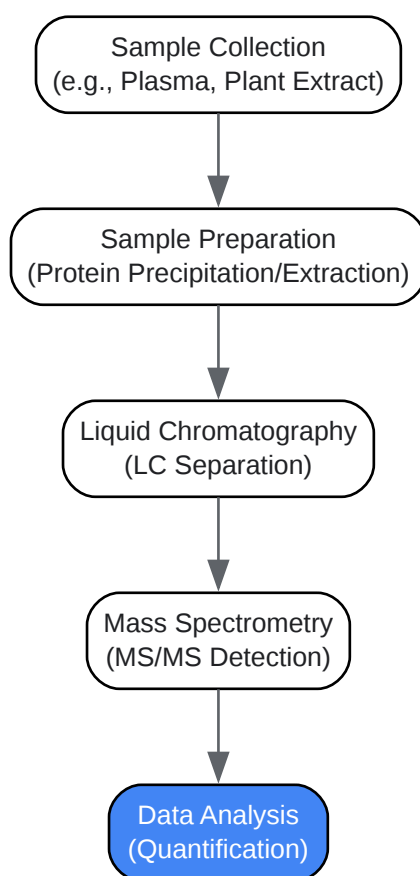 Sample Collection
(e.g., Plasma, Plant Extract)
Sample Preparation
(Protein Precipitation/Extraction)
Liquid Chromatography
(LC Separation)
Mass Spectrometry
(MS/MS Detection)
Data Analysis
(Quantification)